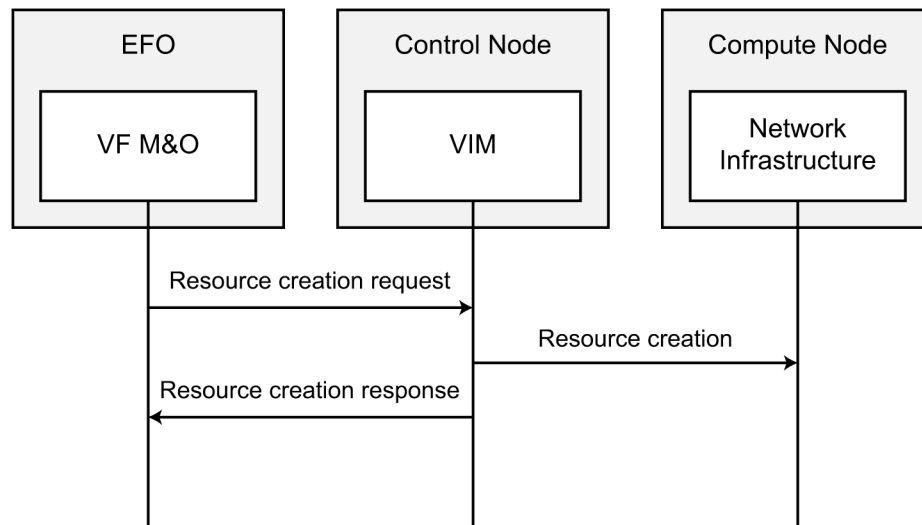 EFO
Control Node
Compute Node
VF M&O
VIM
Network
Infrastructure
Resource creation request
Resource creation
Resource creation response